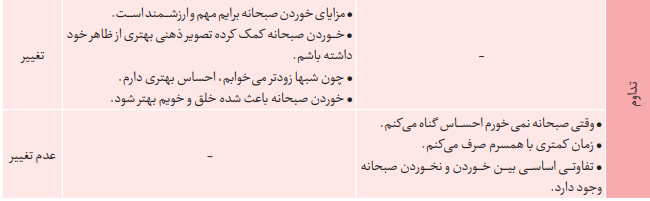 تداوم
–
• مزایای خوردن صبحانه برایم مهم و ارزشمند است.
• خوردن صبحانه کمک کرده تصویر ذهنی بهتری از ظاهر خود
داشته باشم.
• چون شبها زودتر می‌خوابم، احساس بهتری دارم.
• خوردن صبحانه باعث شده خلق و خویم بهتر شود.
تغییر
• وقتی صبحانه نمی‌خورم احساس گناه می‌کنم.
• زمان کمتری با همسرم صرف می‌کنم.
• تفاوتی اساسی بین خوردن و نخوردن صبحانه
وجود دارد.
–
عدم تغییر